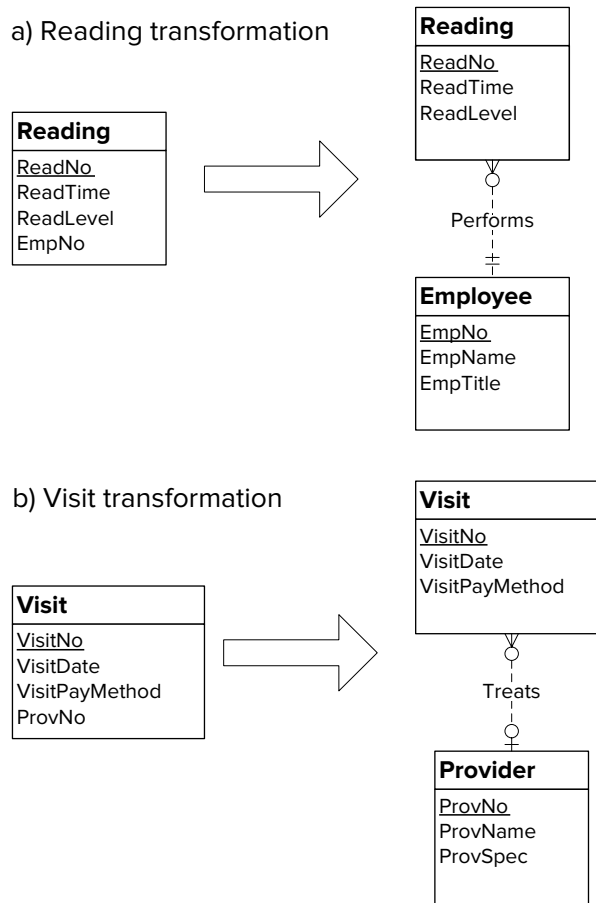 a) Reading transformation
Reading
ReadNo
ReadTime
ReadLevel
EmpNo
Reading
ReadNo
ReadTime
ReadLevel
Performs
Employee
EmpNo
EmpName
EmpTitle
b) Visit transformation
Visit
VisitNo
VisitDate
VisitPayMethod
ProvNo
Visit
VisitNo
VisitDate
VisitPayMethod
Treats
Provider
ProvNo
ProvName
ProvSpec